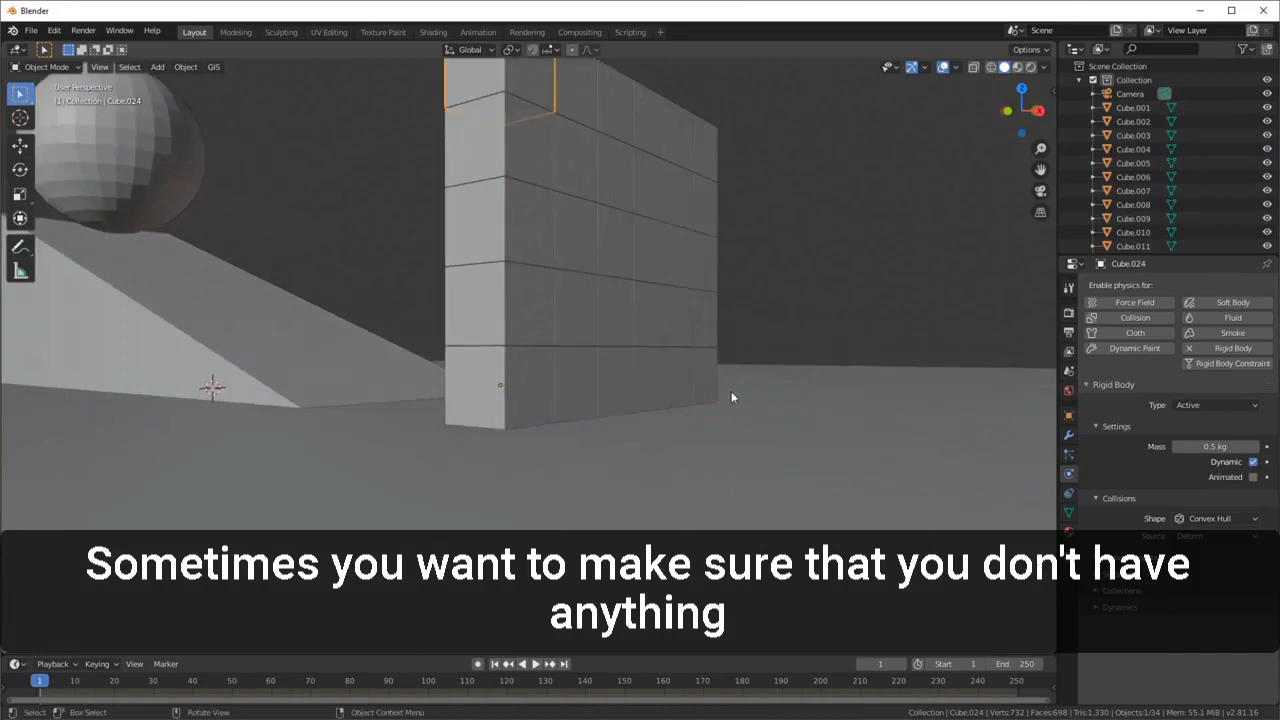 Blender
File Edit Render Window Help
Layout Modeling Sculpting UV Editing Texture Paint Shading Animation Rendering Compositing Scripting +
Scene
View Layer
Global
Options
Object Mode View Select Add Object GIS
User Perspective
(1) Collection | Cube.024
Scene Collection
Collection
Camera
Cube.001
Cube.002
Cube.003
Cube.004
Cube.005
Cube.006
Cube.007
Cube.008
Cube.009
Cube.010
Cube.011
Cube.024
Enable physics for:
Force Field Soft Body
Collision Fluid
Cloth Smoke
Dynamic Paint Rigid Body
Rigid Body Constraint
Rigid Body
Type Active
Settings
Mass 0.5 kg
Dynamic
Animated
Collisions
Shape Convex Hull
Source Deform
Collections
Dynamics
Sometimes you want to make sure that you don't have
anything
Playback Keying View Marker
1 Start 1 End 250
1 10 20 30 40 50 60 70 80 90 100 110 120 130 140 150 160 170 180 190 200 210 220 230 240 250
Select Box Select Rotate View Object Context Menu
Collection | Cube.024 | Verts:732 | Faces:698 | Tris:1,330 | Objects:1/34 | Mem: 55.1 MiB | v2.81.16